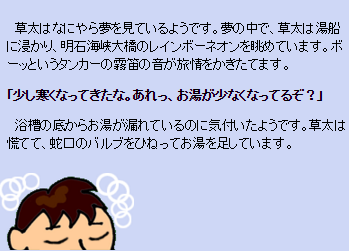 草太はなにやら夢を見ているようです。夢の中で、草太は湯船
に浸かり、明石海峡大橋のレインボーネオンを眺めています。ボ
ーッというタンカーの霧笛の音が旅情をかきたてます。
「少し寒くなってきたな。あれっ、お湯が少なくなってるぞ？」
浴槽の底からお湯が漏れているのに気付いたようです。草太は
慌てて、蛇口のバルブをひねってお湯を足しています。